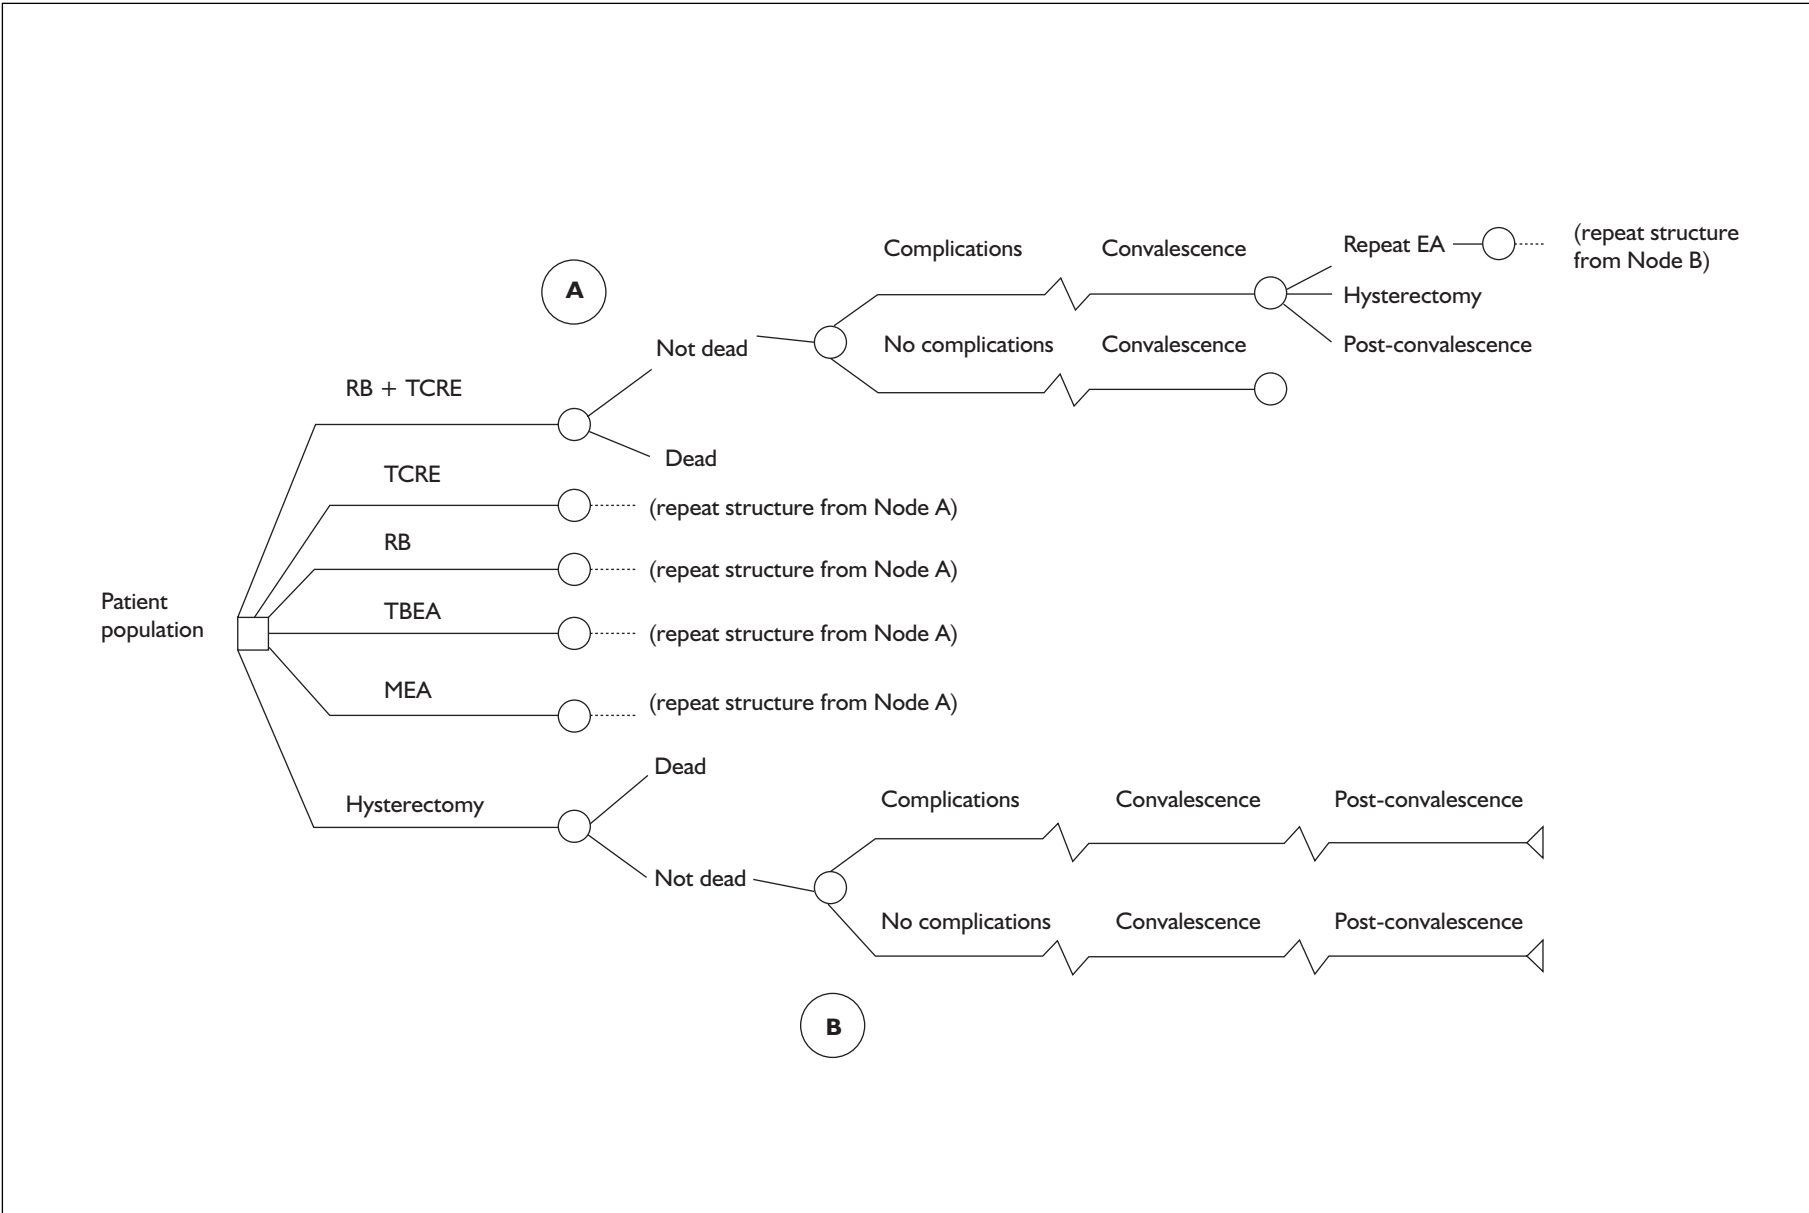 Complications
Convalescence
Repeat EA
(repeat structure
from Node B)
A
Hysterectomy
Not dead
No complications
Convalescence
Post-convalescence
RB + TCRE
Dead
TCRE
(repeat structure from Node A)
RB
(repeat structure from Node A)
Patient
population
TBEA
(repeat structure from Node A)
MEA
(repeat structure from Node A)
Dead
Hysterectomy
Complications
Convalescence
Post-convalescence
Not dead
No complications
Convalescence
Post-convalescence
B